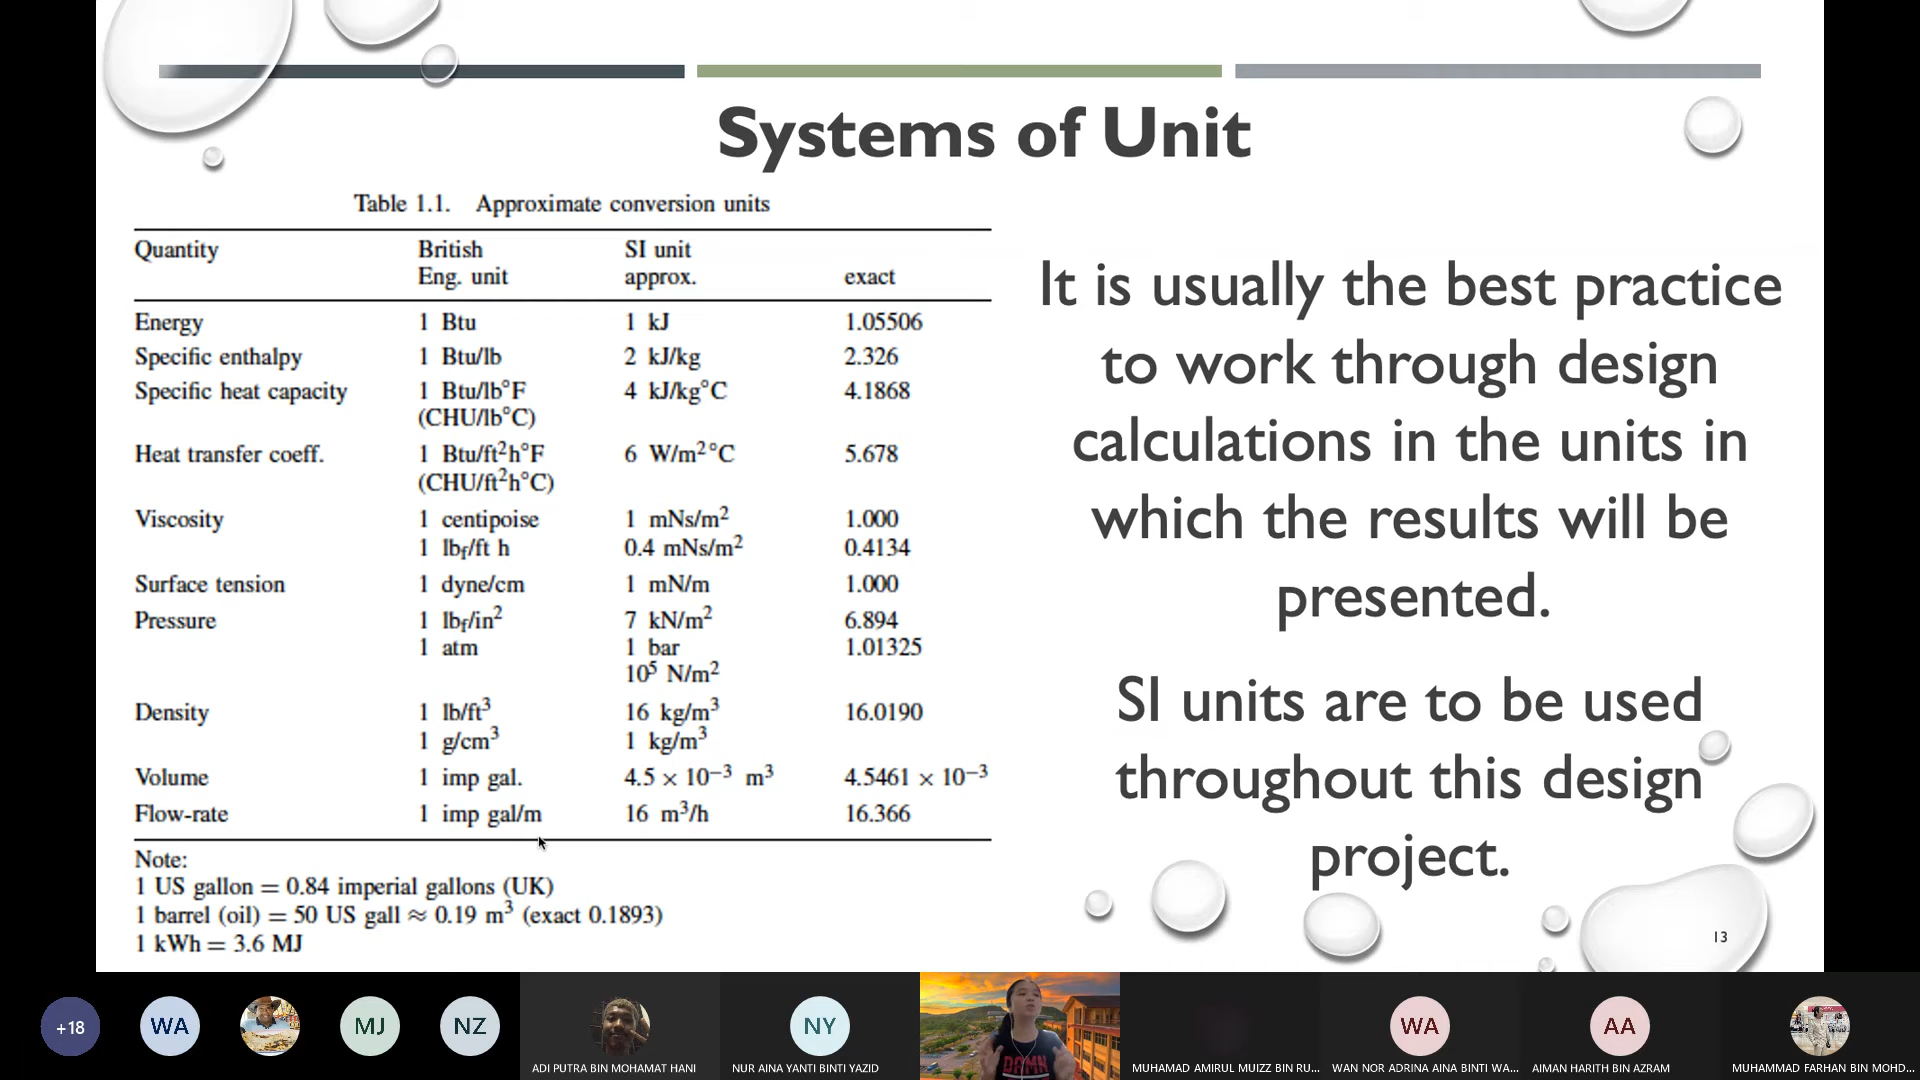 Systems of Unit
Table 1.1. Approximate conversion units
Quantity British Eng. unit SI unit approx. exact
Energy 1 Btu 1 kJ 1.05506
Specific enthalpy 1 Btu/lb 2 kJ/kg 2.326
Specific heat capacity 1 Btu/lb°F 4 kJ/kg°C 4.1868
(CHU/lb°C)
Heat transfer coeff. 1 Btu/ft²h°F 6 W/m²°C 5.678
(CHU/ft²h°C)
Viscosity 1 centipoise 1 mNs/m² 1.000
1 lbf/ft h 0.4 mNs/m² 0.4134
Surface tension 1 dyne/cm 1 mN/m 1.000
Pressure 1 lbf/in² 7 kN/m² 6.894
1 atm 1 bar 1.01325
10⁵ N/m²
Density 1 lb/ft³ 16 kg/m³ 16.0190
1 g/cm³ 1 kg/m³
Volume 1 imp gal. 4.5 × 10⁻³ m³ 4.5461 × 10⁻³
Flow-rate 1 imp gal/m 16 m³/h 16.366
Note:
1 US gallon = 0.84 imperial gallons (UK)
1 barrel (oil) = 50 US gall ≈ 0.19 m³ (exact 0.1893)
1 kWh = 3.6 MJ
It is usually the best practice
to work through design
calculations in the units in
which the results will be
presented.
SI units are to be used
throughout this design
project.
13
+18
WA
MJ
NZ
ADI PUTRA BIN MOHAMAT HANI
NY
NUR AINA YANTI BINTI YAZID
DAMN
MUHAMAD AMIRUL MUIZZ BIN RU...
WA
WAN NOR ADRINA AINA BINTI WA...
AA
AIMAN HARITH BIN AZRAM
MUHAMMAD FARHAN BIN MOHD...